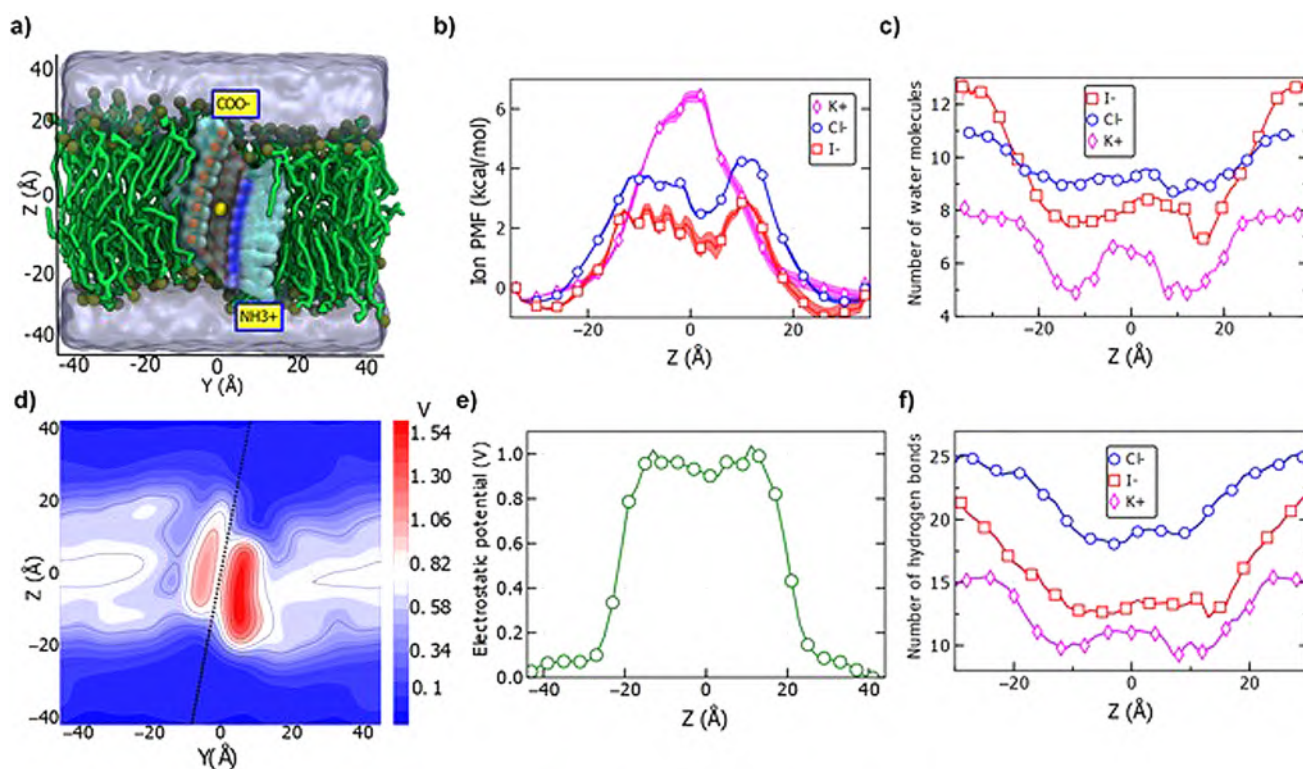 a)
40
20
0
-20
-40
Z (Å)
COO-
NH3+
-40
-20
0
20
40
Y (Å)
b)
Ion PMF (kcal/mol)
6
4
2
0
K+
Cl-
I-
−20
0
20
Z (Å)
c)
Number of water molecules
12
10
8
6
4
I-
Cl-
K+
−20
0
20
Z (Å)
d)
Z (Å)
40
20
0
−20
−40
−40
−20
0
20
40
Y(Å)
V
1.54
1.30
1.06
0.82
0.58
0.34
0.1
e)
Electrostatic potential (V)
1.0
0.8
0.6
0.4
0.2
0.0
−40
−20
0
20
40
Z (Å)
f)
Number of hydrogen bonds
25
20
15
10
Cl-
I-
K+
−20
0
20
Z (Å)